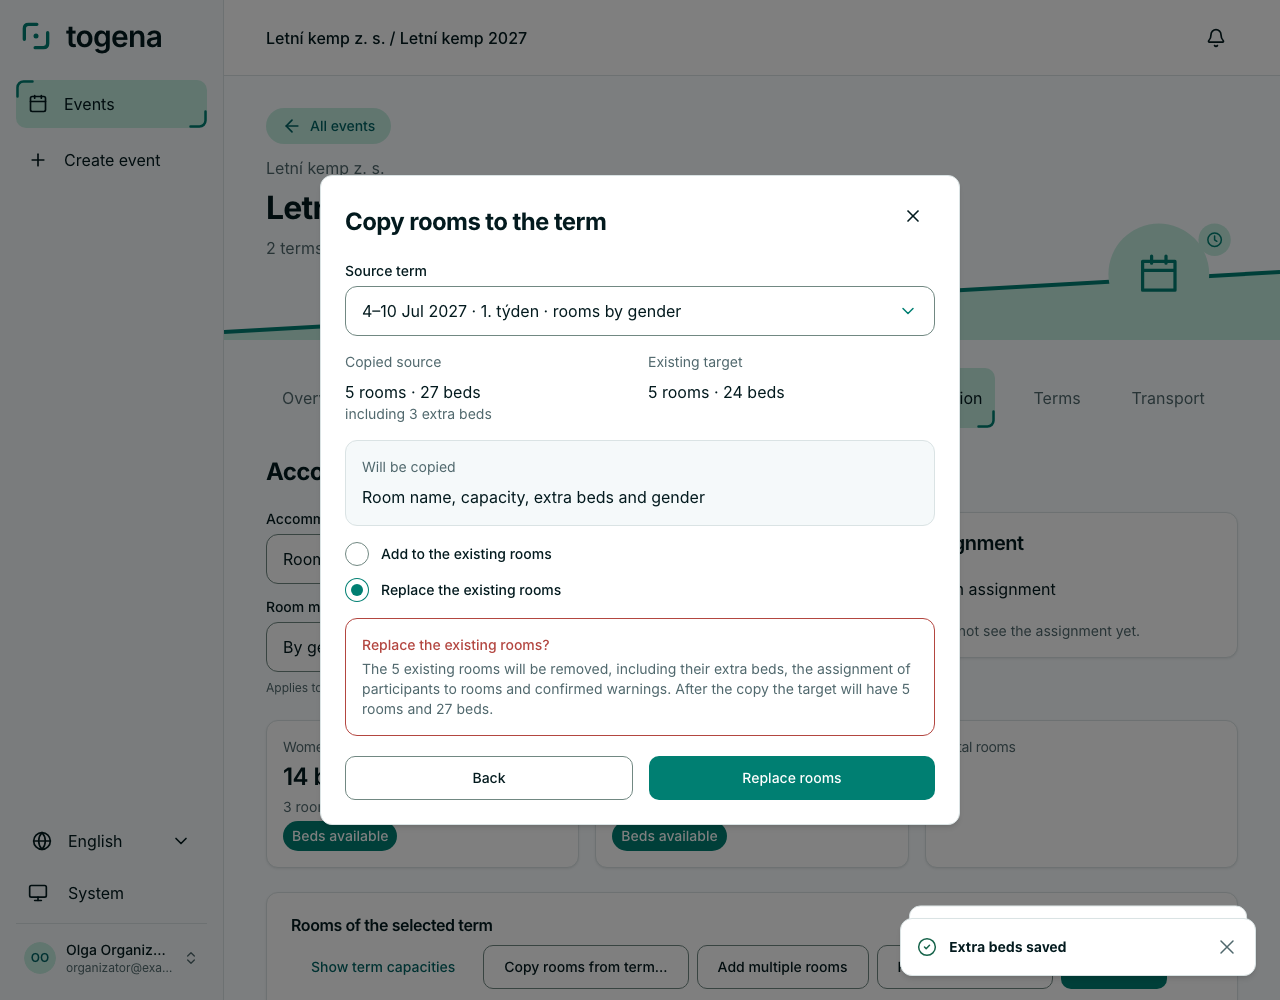 togena
Letní kemp z. s. / Letní kemp 2027
Events
Create event
All events
Letní kemp z. s.
2 terms
Copy rooms to the term
Source term
4–10 Jul 2027 · 1. týden · rooms by gender
Copied source
Existing target
5 rooms · 27 beds
5 rooms · 24 beds
including 3 extra beds
Will be copied
Room name, capacity, extra beds and gender
Add to the existing rooms
Replace the existing rooms
Replace the existing rooms?
The 5 existing rooms will be removed, including their extra beds, the assignment of
participants to rooms and confirmed warnings. After the copy the target will have 5
rooms and 27 beds.
Back
Replace rooms
Terms
Transport
assignment
not see the assignment yet.
rooms
14
Beds available
Beds available
Rooms of the selected term
Show term capacities
Copy rooms from term...
Add multiple rooms
Extra beds saved
English
System
OO
Olga Organiz...
organizator@exa...